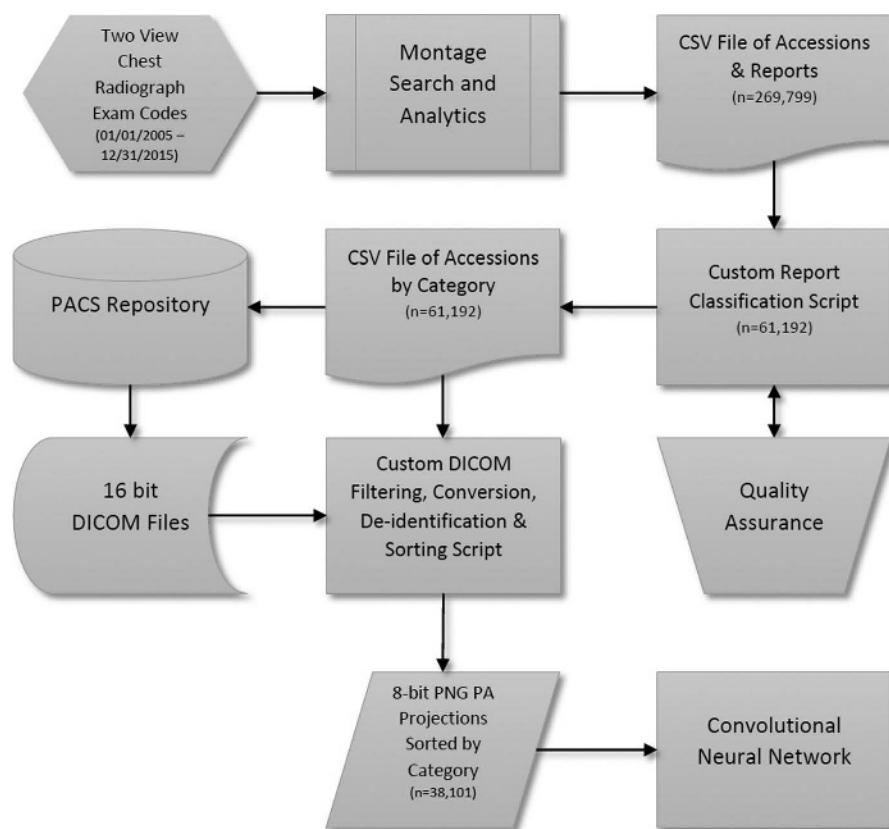 Two View
Chest
Radiograph
Exam Codes
(01/01/2005 –
12/31/2015)
Montage
Search and
Analytics
CSV File of Accessions
& Reports
(n=269,799)
PACS Repository
CSV File of Accessions
by Category
(n=61,192)
Custom Report
Classification Script
(n=61,192)
16 bit
DICOM Files
Custom DICOM
Filtering, Conversion,
De-identification &
Sorting Script
Quality
Assurance
8-bit PNG PA
Projections
Sorted by
Category
(n=38,101)
Convolutional
Neural Network